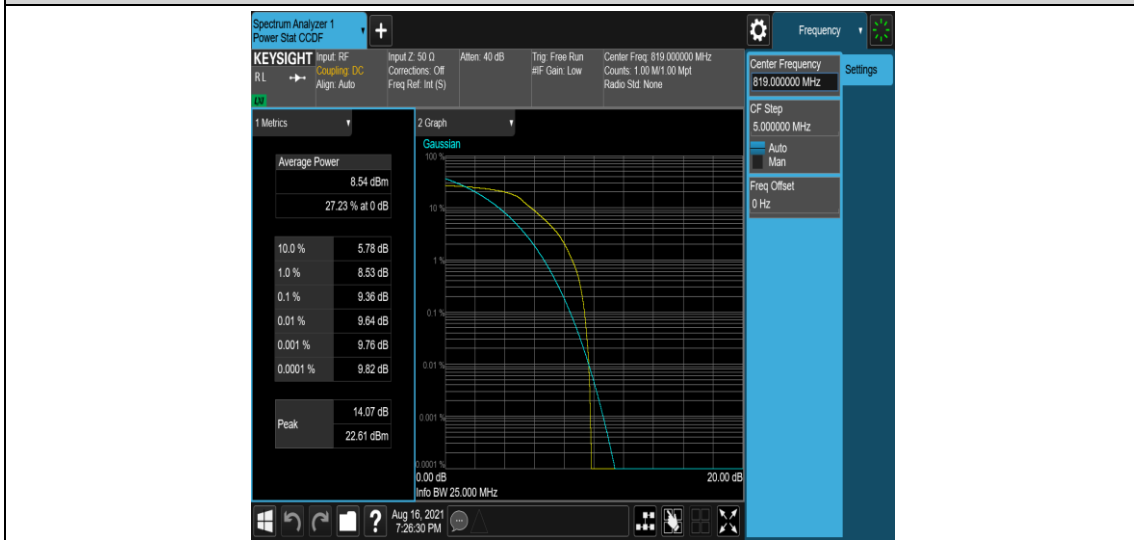 Spectrum Analyzer 1
Power Stat CCDF
+
Frequency
KEYSIGHT
RL
LXI
Input: RF
Coupling: DC
Align: Auto
Input Z: 50 Ω
Corrections: Off
Freq Ref: Int (S)
Atten: 40 dB
Trig: Free Run
#IF Gain: Low
Center Freq: 819.000000 MHz
Counts: 1.00 M/1.00 Mpt
Radio Std: None
Center Frequency
819.000000 MHz
Settings
CF Step
5.000000 MHz
Auto
Man
Freq Offset
0 Hz
1 Metrics
Average Power
8.54 dBm
27.23 % at 0 dB
10.0 % 5.78 dB
1.0 % 8.53 dB
0.1 % 9.36 dB
0.01 % 9.64 dB
0.001 % 9.76 dB
0.0001 % 9.82 dB
Peak
14.07 dB
22.61 dBm
2 Graph
Gaussian
100 %
10 %
1 %
0.1 %
0.01 %
0.001 %
0.0001 %
0.00 dB 20.00 dB
Info BW 25.000 MHz
?
Aug 16, 2021
7:26:30 PM